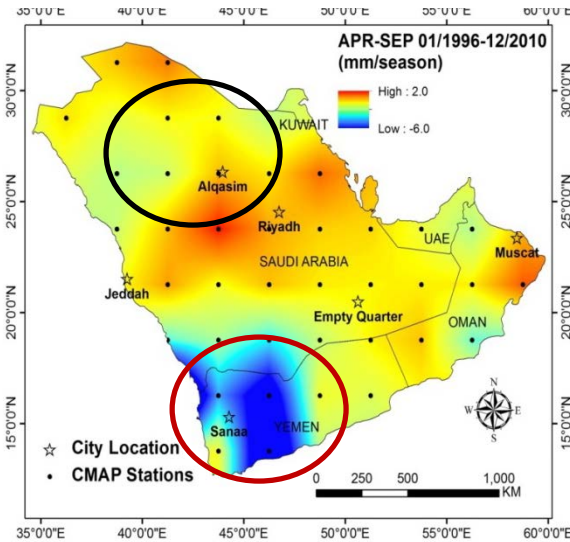 APR-SEP 01/1996-12/2010
(mm/season)
High : 2.0
Low : -6.0
30°0'0"N
25°0'0"N
20°0'0"N
15°0'0"N
KUWAIT
Alqasim
Riyadh
UAE
Muscat
SAUDI ARABIA
Jeddah
Empty Quarter
OMAN
Sanaa
YEMEN
N
W
E
S
City Location
CMAP Stations
0 250 500 1,000
KM
35°0'0"E 40°0'0"E 45°0'0"E 50°0'0"E 55°0'0"E 60°0'0"E